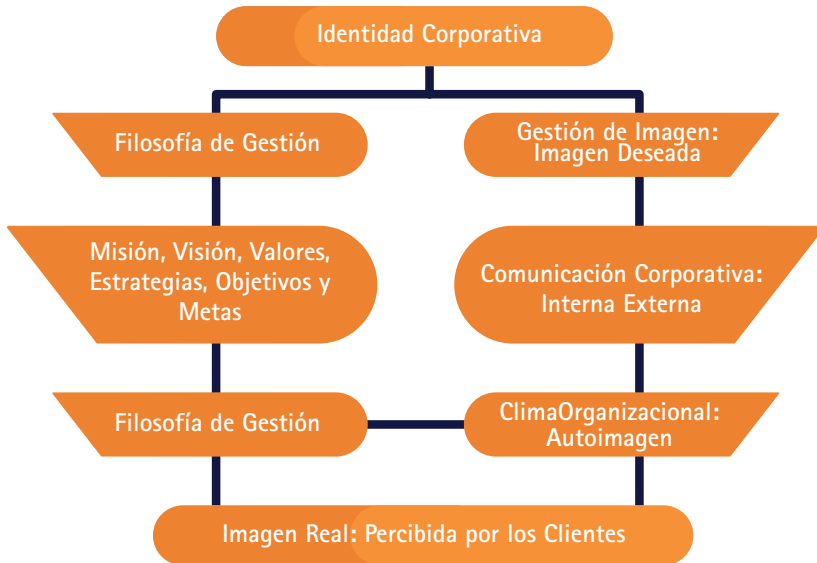 Identidad Corporativa
Filosofía de Gestión
Gestión de Imagen:
Imagen Deseada
Misión, Visión, Valores,
Estrategias, Objetivos y
Metas
Comunicación Corporativa:
Interna Externa
Filosofía de Gestión
ClimaOrganizacional:
Autoimagen
Imagen Real: Percibida por los Clientes